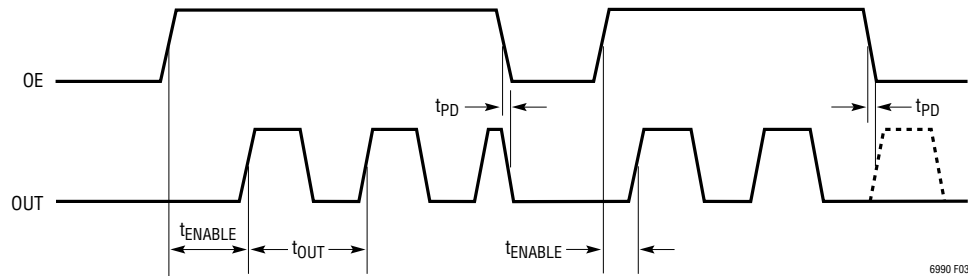 OE
tPD
tPD
OUT
tENABLE
tOUT
tENABLE
6990 F03